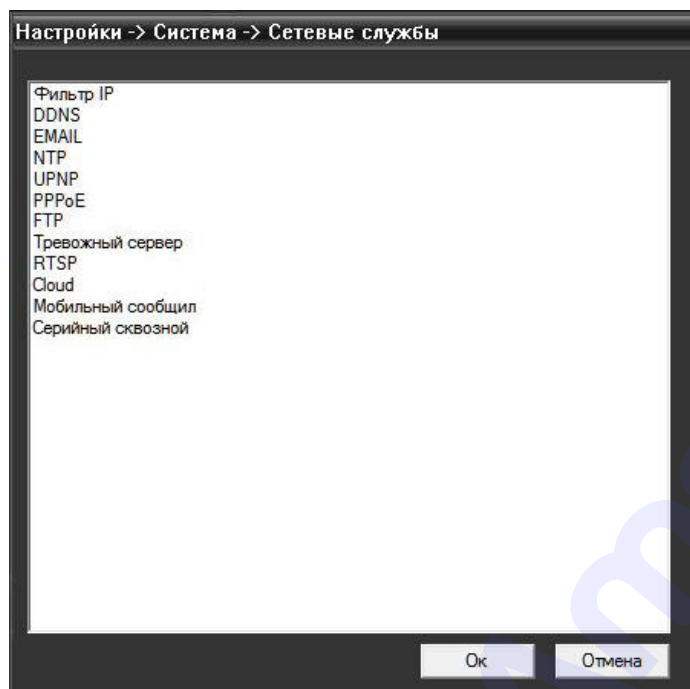 Настройки -> Система -> Сетевые службы
Фильтр IP
DDNS
EMAIL
NTP
UPNP
PPPoE
FTP
Тревожный сервер
RTSP
Cloud
Мобильный сообщил
Серийный сквозной
Ок Отмена